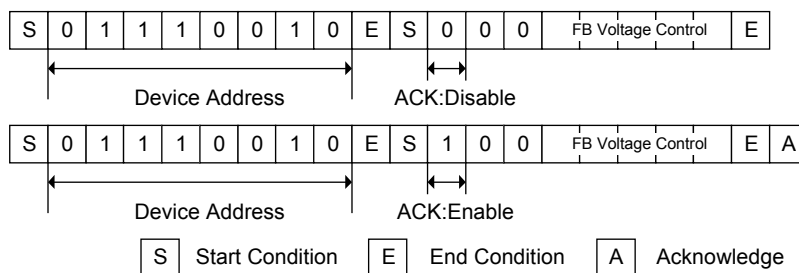 S 0 1 1 1 0 0 1 0 E S 0 0 0 FB Voltage Control E
Device Address ACK:Disable
S 0 1 1 1 0 0 1 0 E S 1 0 0 FB Voltage Control E A
Device Address ACK:Enable
S Start Condition E End Condition A Acknowledge